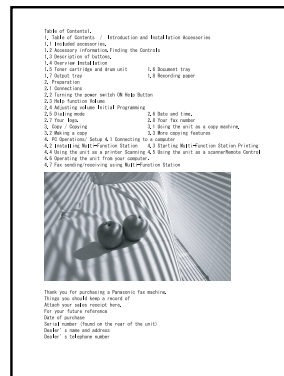 Table of Contents1.
1. Table of Contents / Introduction and Installation Accessories
1.1 Included accessories.
1.2 Accessory information.Finding the Controls
1.3 Description of buttons,
1.4 Overview Installation
1.5 Toner cartridge and drum unit 1.6 Document tray
1.7 Output tray 1.8 Recording paper
2. Preparation
2.1 Connections
2.2 Turning the power switch ON Help Button
2.3 Help function Volume
2.4 Adjusting volume Initial Programming
2.5 Dialing mode 2.6 Date and time,
2.7 Your logo. 2.8 Your fax number
3. Copy / Copying 3.1 Using the unit as a copy machine,
3.2 Making a copy 3.3 More copying features
4. PC Operations/ Setup 4.1 Connecting to a computer
4.2 Installing Multi-Function Station 4.3 Starting Multi-Function Station Printing
4.4 Using the unit as a printer Scanning 4.5 Using the unit as a scannerRemote Control
4.6 Operating the unit from your computer.
4.7 Fax sending/receiving using Multi-Function Station
Thank you for purchasing a Panasonic fax machine.
Things you should keep a record of
Attach your sales receipt here.
For your future reference
Date of purchase
Serial number (found on the rear of the unit)
Dealer's name and address
Dealer's telephone number